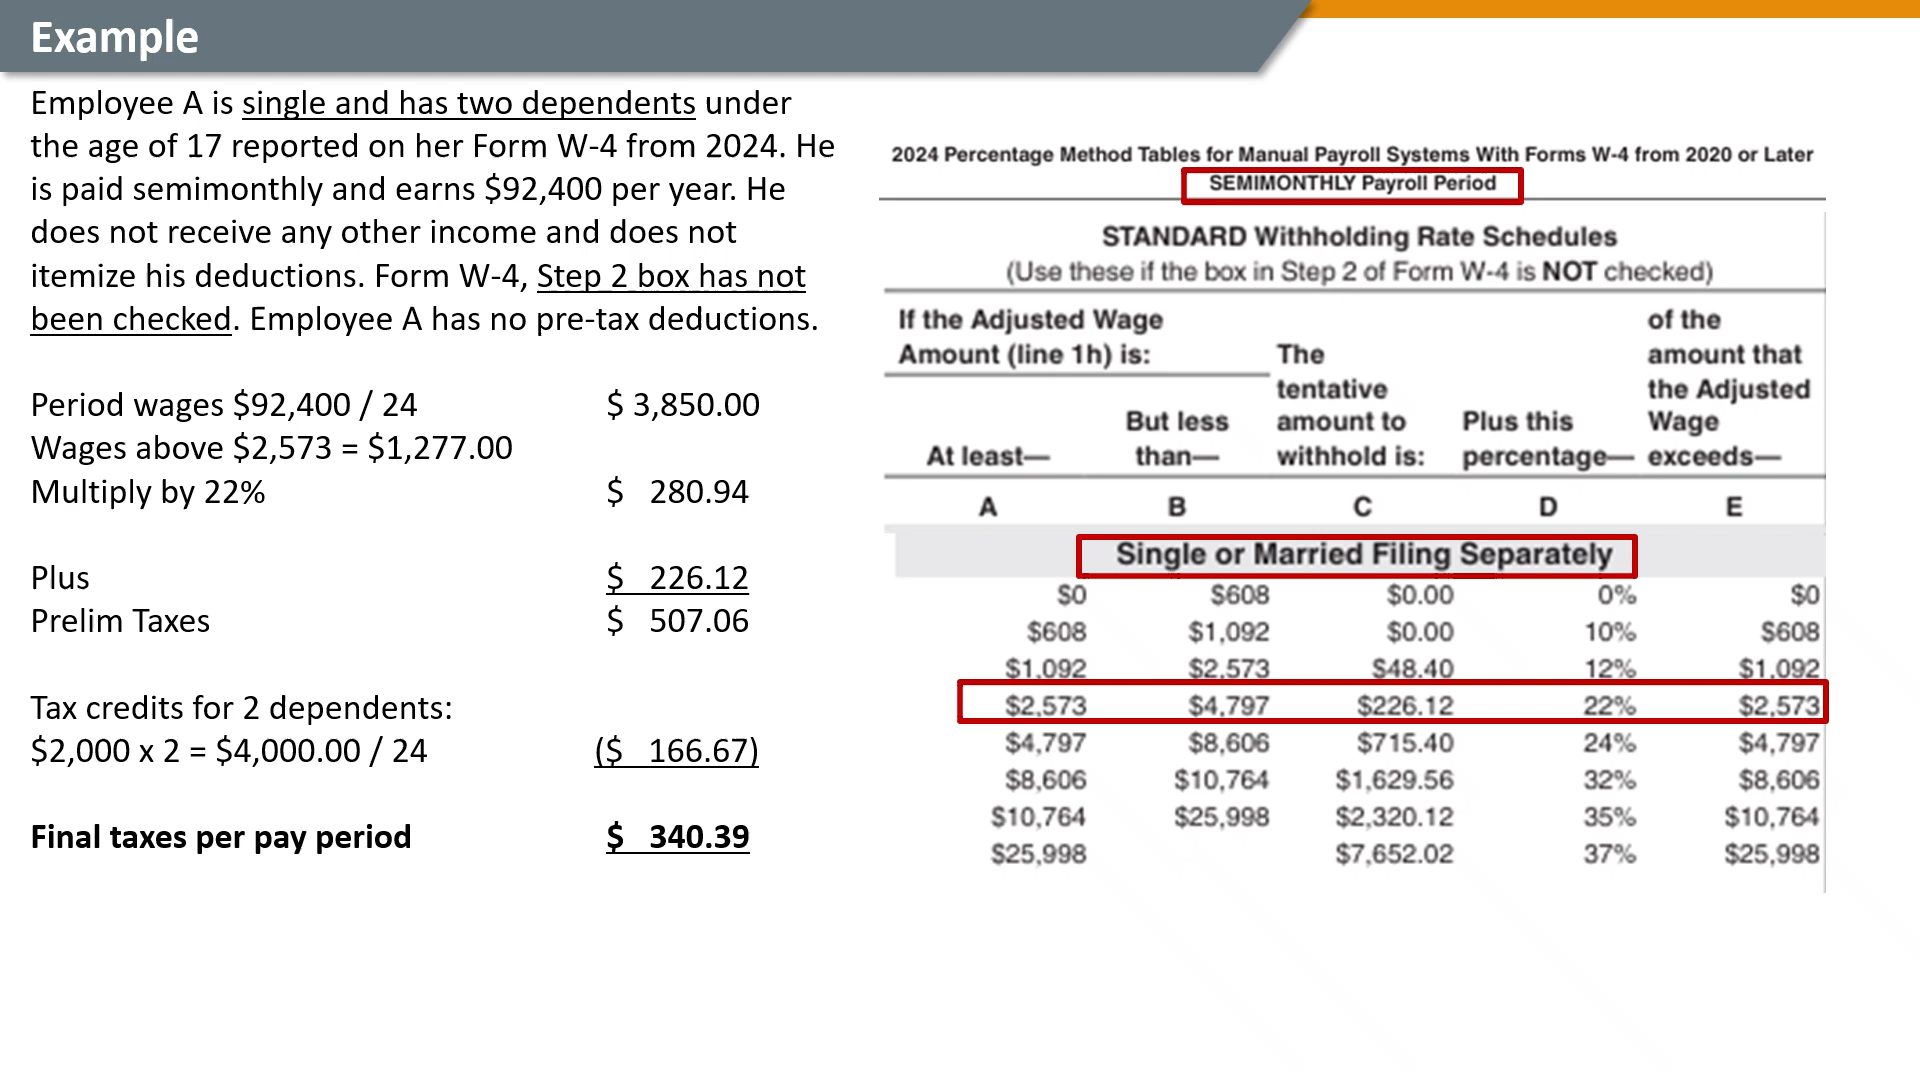 Example
Employee A is single and has two dependents under
the age of 17 reported on her Form W-4 from 2024. He
is paid semimonthly and earns $92,400 per year. He
does not receive any other income and does not
itemize his deductions. Form W-4, Step 2 box has not
been checked. Employee A has no pre-tax deductions.
Period wages $92,400 / 24 $ 3,850.00
Wages above $2,573 = $1,277.00
Multiply by 22% $ 280.94
Plus $ 226.12
Prelim Taxes $ 507.06
Tax credits for 2 dependents:
$2,000 x 2 = $4,000.00 / 24 ($ 166.67)
Final taxes per pay period $ 340.39
2024 Percentage Method Tables for Manual Payroll Systems With Forms W-4 from 2020 or Later
SEMIMONTHLY Payroll Period
STANDARD Withholding Rate Schedules
(Use these if the box in Step 2 of Form W-4 is NOT checked)
If the Adjusted Wage
Amount (line 1h) is:
At least—
But less
than—
The
tentative
amount to
withhold is:
Plus this
percentage—
of the
amount that
the Adjusted
Wage
exceeds—
A B C D E
Single or Married Filing Separately
$0 $608 $0.00 0% $0
$608 $1,092 $0.00 10% $608
$1,092 $2,573 $48.40 12% $1,092
$2,573 $4,797 $226.12 22% $2,573
$4,797 $8,606 $715.40 24% $4,797
$8,606 $10,764 $1,629.56 32% $8,606
$10,764 $25,998 $2,320.12 35% $10,764
$25,998 $7,652.02 37% $25,998